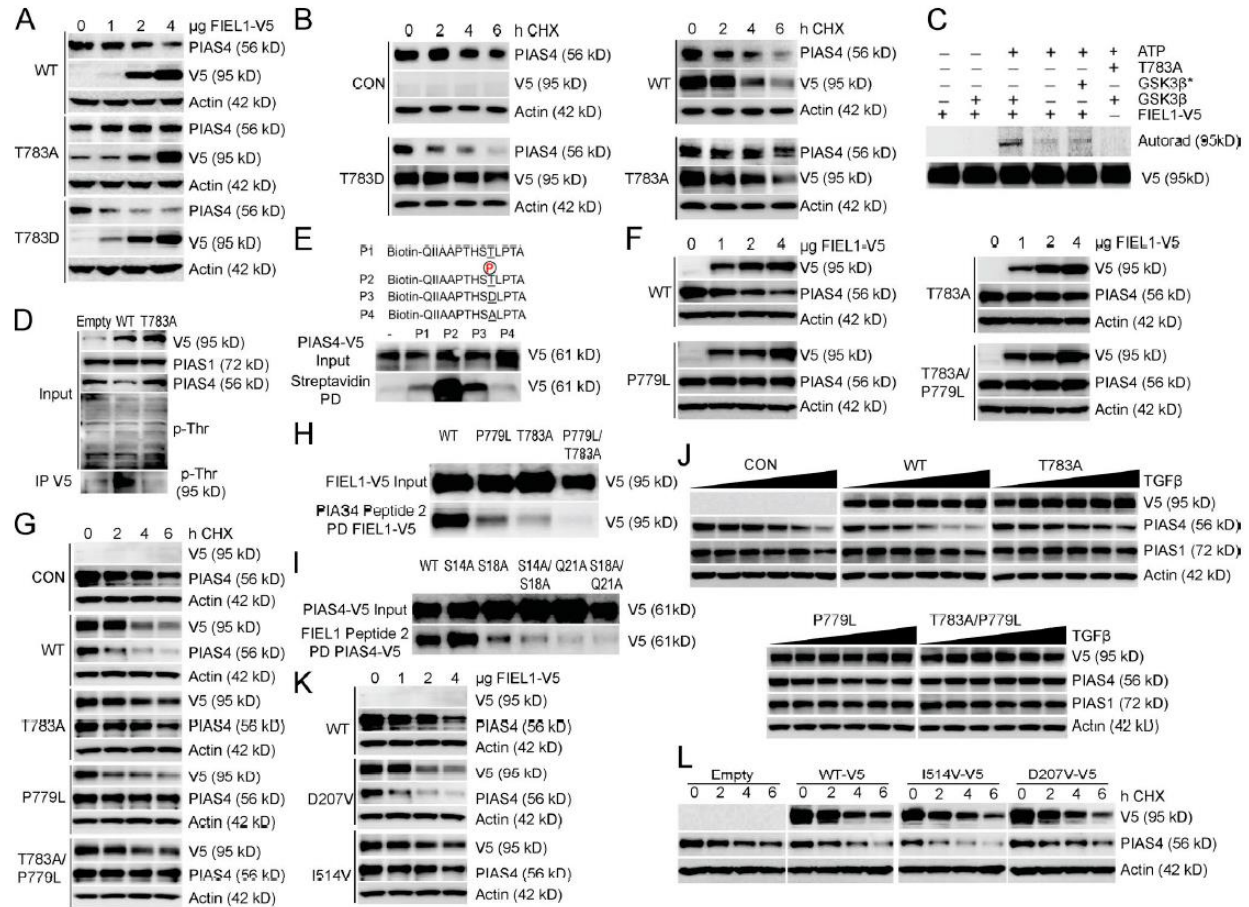 A
0 1 2 4 µg FIEL1-V5
WT
PIAS4 (56 kD)
V5 (95 kD)
Actin (42 kD)
T783A
PIAS4 (56 kD)
V5 (95 kD)
Actin (42 kD)
T783D
PIAS4 (56 kD)
V5 (95 kD)
Actin (42 kD)
B
0 2 4 6 h CHX
CON
PIAS4 (56 kD)
V5 (95 kD)
Actin (42 kD)
T783D
PIAS4 (56 kD)
V5 (95 kD)
Actin (42 kD)
0 2 4 6 h CHX
WT
PIAS4 (56 kD)
V5 (95 kD)
Actin (42 kD)
T783A
PIAS4 (56 kD)
V5 (95 kD)
Actin (42 kD)
C
– – + + + + ATP
– – – – – + T783A
– – – – + – GSK3β*
– + + – – + GSK3β
+ + + + + – FIEL1-V5
Autorad (95kD)
V5 (95kD)
D
Empty WT T783A
Input
V5 (95 kD)
PIAS1 (72 kD)
PIAS4 (56 kD)
p-Thr
IP V5
p-Thr
(95 kD)
E
P1 Biotin-QIIAAPTHSTLPTA
P
P2 Biotin-QIIAAPTHSTLPTA
P3 Biotin-QIIAAPTHSDLPTA
P4 Biotin-QIIAAPTHSALPTA
- P1 P2 P3 P4
PIAS4-V5
Input
V5 (61 kD)
Streptavidin
PD
V5 (61 kD)
F
0 1 2 4 µg FIEL1-V5
WT
V5 (95 kD)
PIAS4 (56 kD)
Actin (42 kD)
P779L
V5 (95 kD)
PIAS4 (56 kD)
Actin (42 kD)
0 1 2 4 µg FIEL1-V5
T783A
V5 (95 kD)
PIAS4 (56 kD)
Actin (42 kD)
T783A/
P779L
V5 (95 kD)
PIAS4 (56 kD)
Actin (42 kD)
G
0 2 4 6 h CHX
CON
V5 (95 kD)
PIAS4 (56 kD)
Actin (42 kD)
WT
V5 (95 kD)
PIAS4 (56 kD)
Actin (42 kD)
T783A
V5 (95 kD)
PIAS4 (56 kD)
Actin (42 kD)
P779L
V5 (95 kD)
PIAS4 (56 kD)
Actin (42 kD)
T783A/
P779L
V5 (95 kD)
PIAS4 (56 kD)
Actin (42 kD)
H
WT P779L T783A P779L/
T783A
FIEL1-V5 Input
V5 (95 kD)
PIAS4 Peptide 2
PD FIEL1-V5
V5 (95 kD)
I
WT S14A S18A S14A/
S18A Q21A S18A/
Q21A
PIAS4-V5 Input
V5 (61kD)
FIEL1 Peptide 2
PD PIAS4-V5
V5 (61kD)
J
CON WT T783A
TGFβ
V5 (95 kD)
PIAS4 (56 kD)
PIAS1 (72 kD)
Actin (42 kD)
P779L T783A/P779L
TGFβ
V5 (95 kD)
PIAS4 (56 kD)
PIAS1 (72 kD)
Actin (42 kD)
K
0 1 2 4 µg FIEL1-V5
WT
V5 (95 kD)
PIAS4 (56 kD)
Actin (42 kD)
D207V
V5 (95 kD)
PIAS4 (56 kD)
Actin (42 kD)
I514V
V5 (95 kD)
PIAS4 (56 kD)
Actin (42 kD)
L
Empty WT-V5 I514V-V5 D207V-V5
0 2 4 6 0 2 4 6 0 2 4 6 0 2 4 6 h CHX
V5 (95 kD)
PIAS4 (56 kD)
Actin (42 kD)